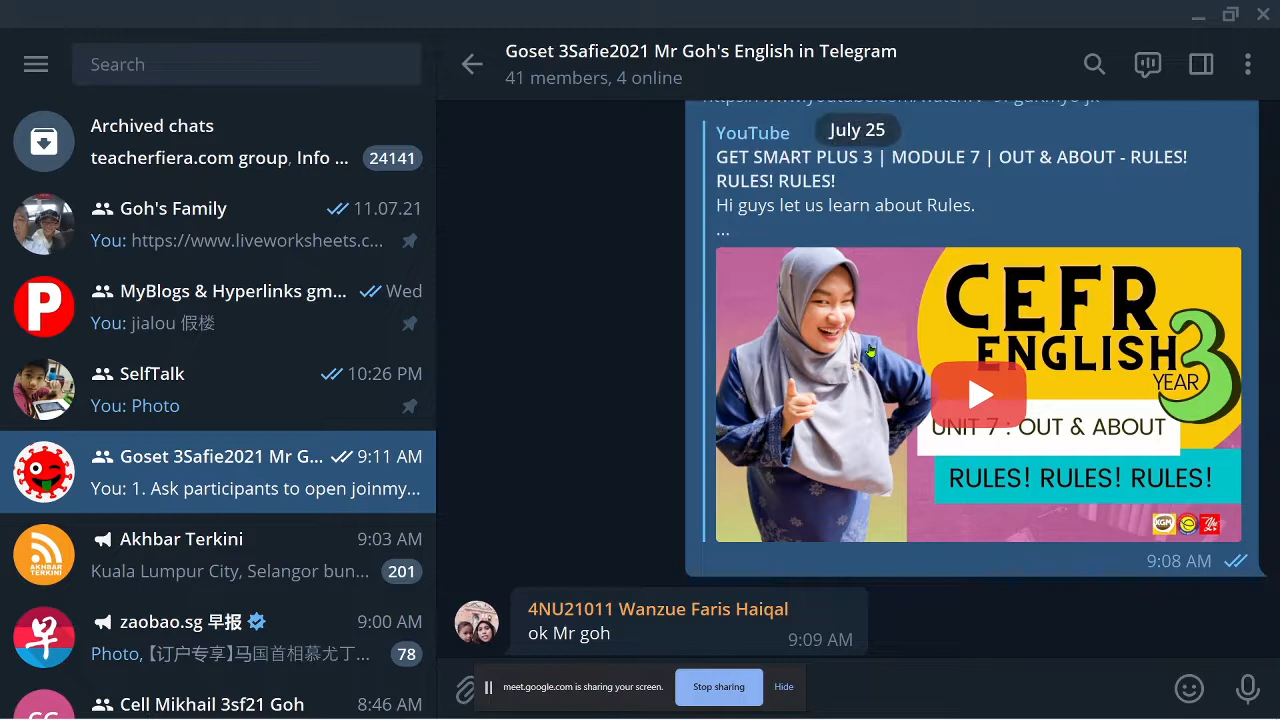 Search
Archived chats
teacherfiera.com group, Info ... 24141
Goh's Family 11.07.21
You: https://www.liveworksheets.c...
MyBlogs & Hyperlinks gm... Wed
You: jialou 假楼
SelfTalk 10:26 PM
You: Photo
Goset 3Safie2021 Mr G... 9:11 AM
You: 1. Ask participants to open joinmy...
Akhbar Terkini 9:03 AM
Kuala Lumpur City, Selangor bun... 201
zaobao.sg 早报 9:00 AM
Photo, 【订户专享】马国首相慕尤丁... 78
Cell Mikhail 3sf21 Goh 8:46 AM
Goset 3Safie2021 Mr Goh's English in Telegram
41 members, 4 online
July 25
YouTube
GET SMART PLUS 3 | MODULE 7 | OUT & ABOUT - RULES!
RULES! RULES!
Hi guys let us learn about Rules.
...
CEFR
ENGLISH
YEAR 3
UNIT 7 : OUT & ABOUT
RULES! RULES! RULES!
9:08 AM
4NU21011 Wanzue Faris Haiqal
ok Mr goh
9:09 AM
meet.google.com is sharing your screen.
Stop sharing
Hide